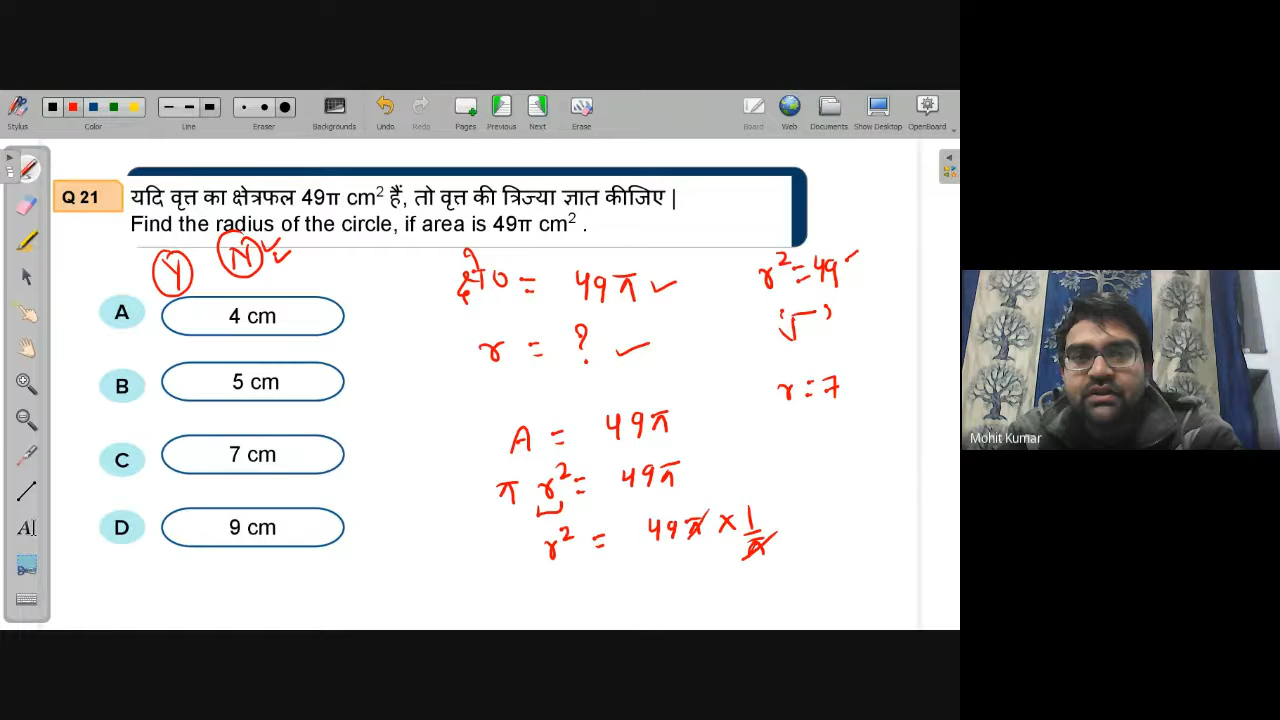 Stylus
Color
Line
Eraser
Backgrounds
Undo
Redo
Pages
Previous
Next
Erase
Board
Web
Documents
Show Desktop
OpenBoard
Q 21
यदि वृत्त का क्षेत्रफल 49π cm² हैं, तो वृत्त की त्रिज्या ज्ञात कीजिए |
Find the radius of the circle, if area is 49π cm² .
Y N
A 4 cm
B 5 cm
C 7 cm
D 9 cm
क्षे० = 49π
r = ?
A = 49π
π r² = 49π
r² = 49π × 1/π
r² = 49
'√ '
r = 7
Mohit Kumar